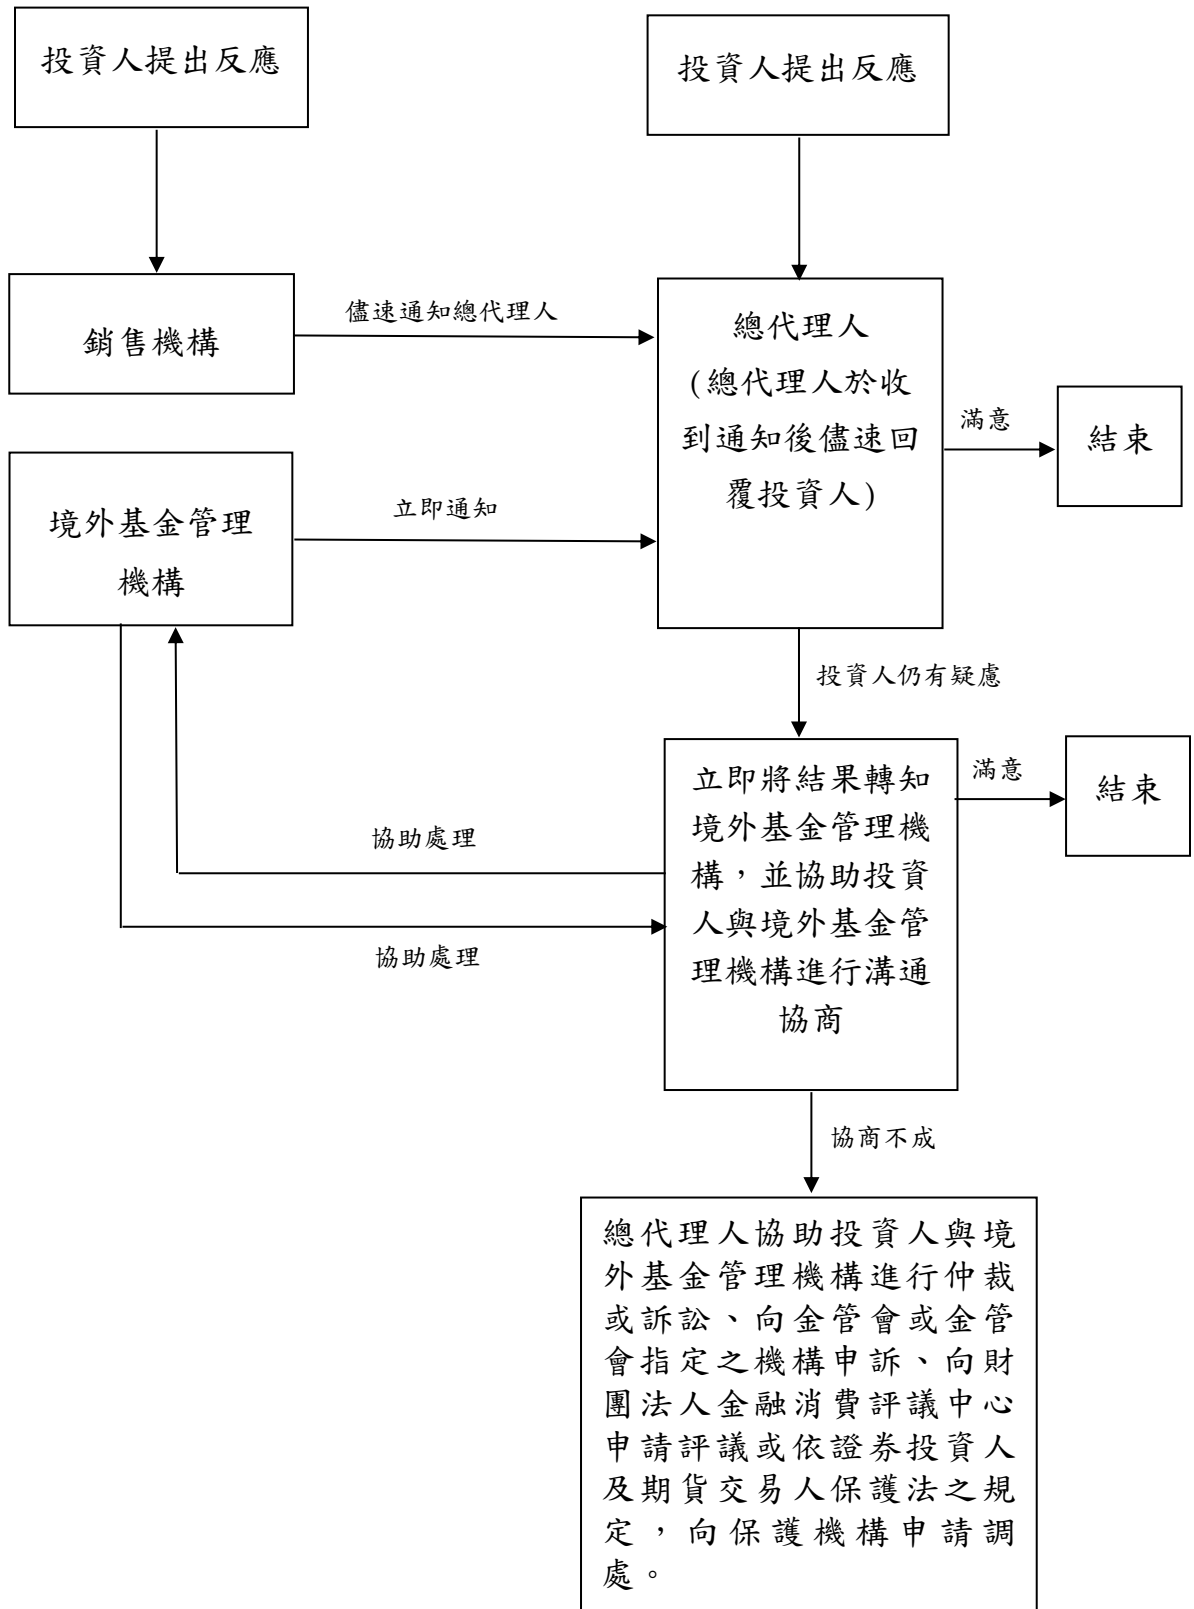 投資人提出反應
投資人提出反應
銷售機構
儘速通知總代理人
總代理人
(總代理人於收
到通知後儘速回
覆投資人)
滿意
結束
境外基金管理
機構
立即通知
投資人仍有疑慮
立即將結果轉知
境外基金管理機
構，並協助投資
人與境外基金管
理機構進行溝通
協商
滿意
結束
協助處理
協助處理
協商不成
總代理人協助投資人與境
外基金管理機構進行仲裁
或訴訟、向金管會或金管
會指定之機構申訴、向財
團法人金融消費評議中心
申請評議或依證券投資人
及期貨交易人保護法之規
定，向保護機構申請調
處。